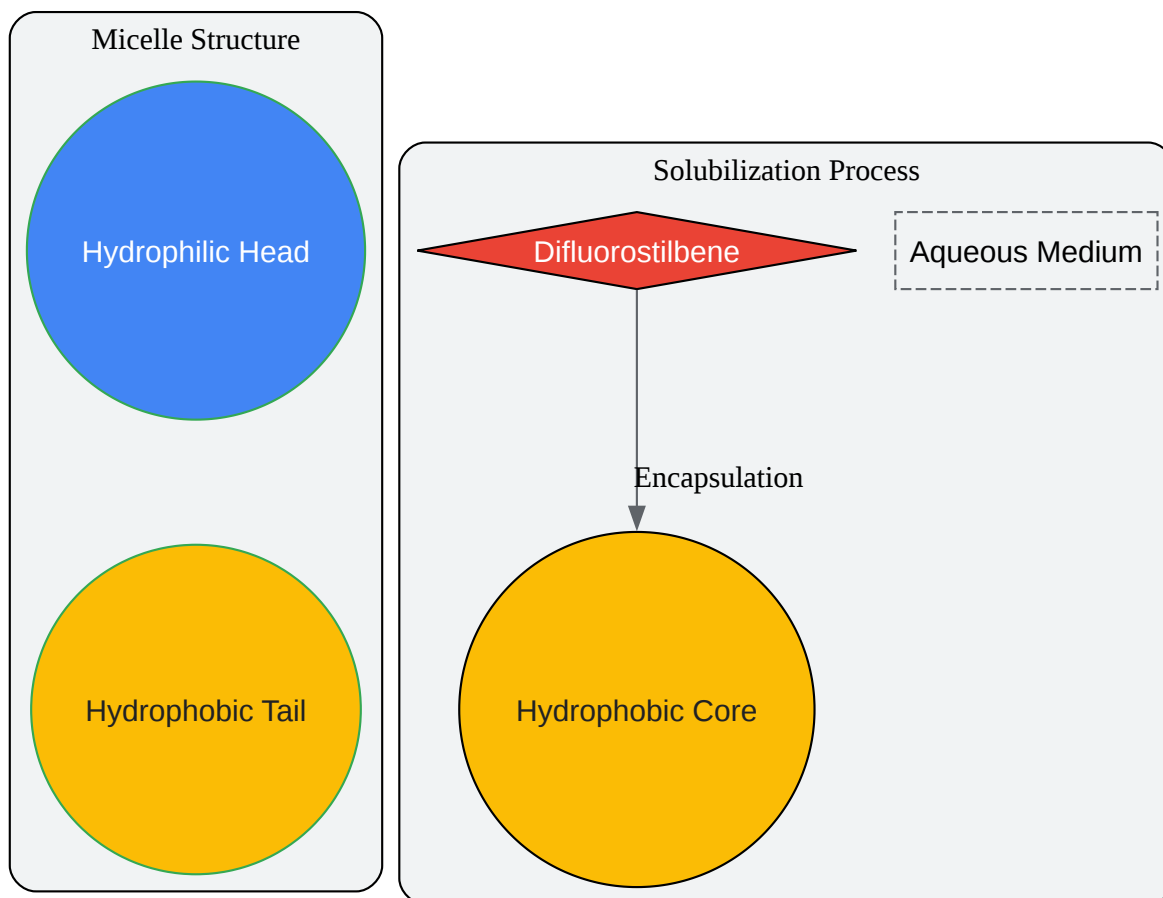 Micelle Structure
Hydrophilic Head
Hydrophobic Tail
Solubilization Process
Difluorostilbene
Aqueous Medium
Encapsulation
Hydrophobic Core